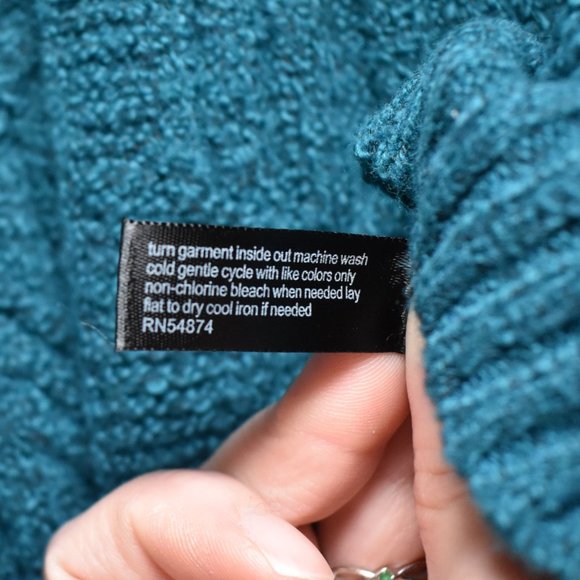 turn garment inside out machine wash
cold gentle cycle with like colors only
non-chlorine bleach when needed lay
flat to dry cool iron if needed
RN54874